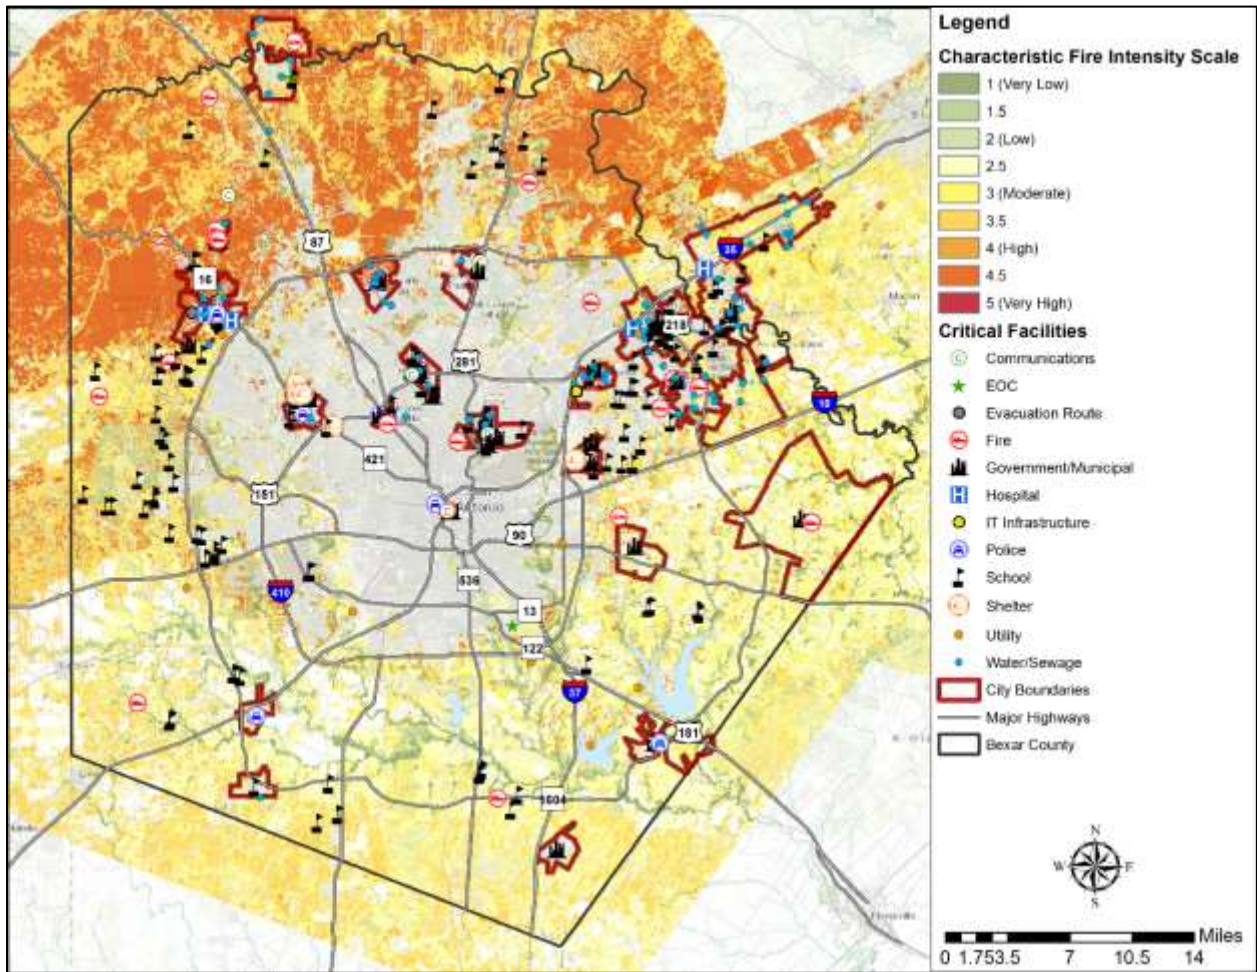 Legend
Characteristic Fire Intensity Scale
1 (Very Low)
1.5
2 (Low)
2.5
3 (Moderate)
3.5
4 (High)
4.5
5 (Very High)
Critical Facilities
C Communications
EOC
Evacuation Route
Fire
Government/Municipal
H Hospital
IT Infrastructure
Police
School
Shelter
Utility
Water/Sewage
City Boundaries
Major Highways
Bexar County
N
W E
S
Miles
0 1.753.5 7 10.5 14
87
35
16
C
H
H
H
218
281
10
421
151
90
410
536
13
122
37
181
1604